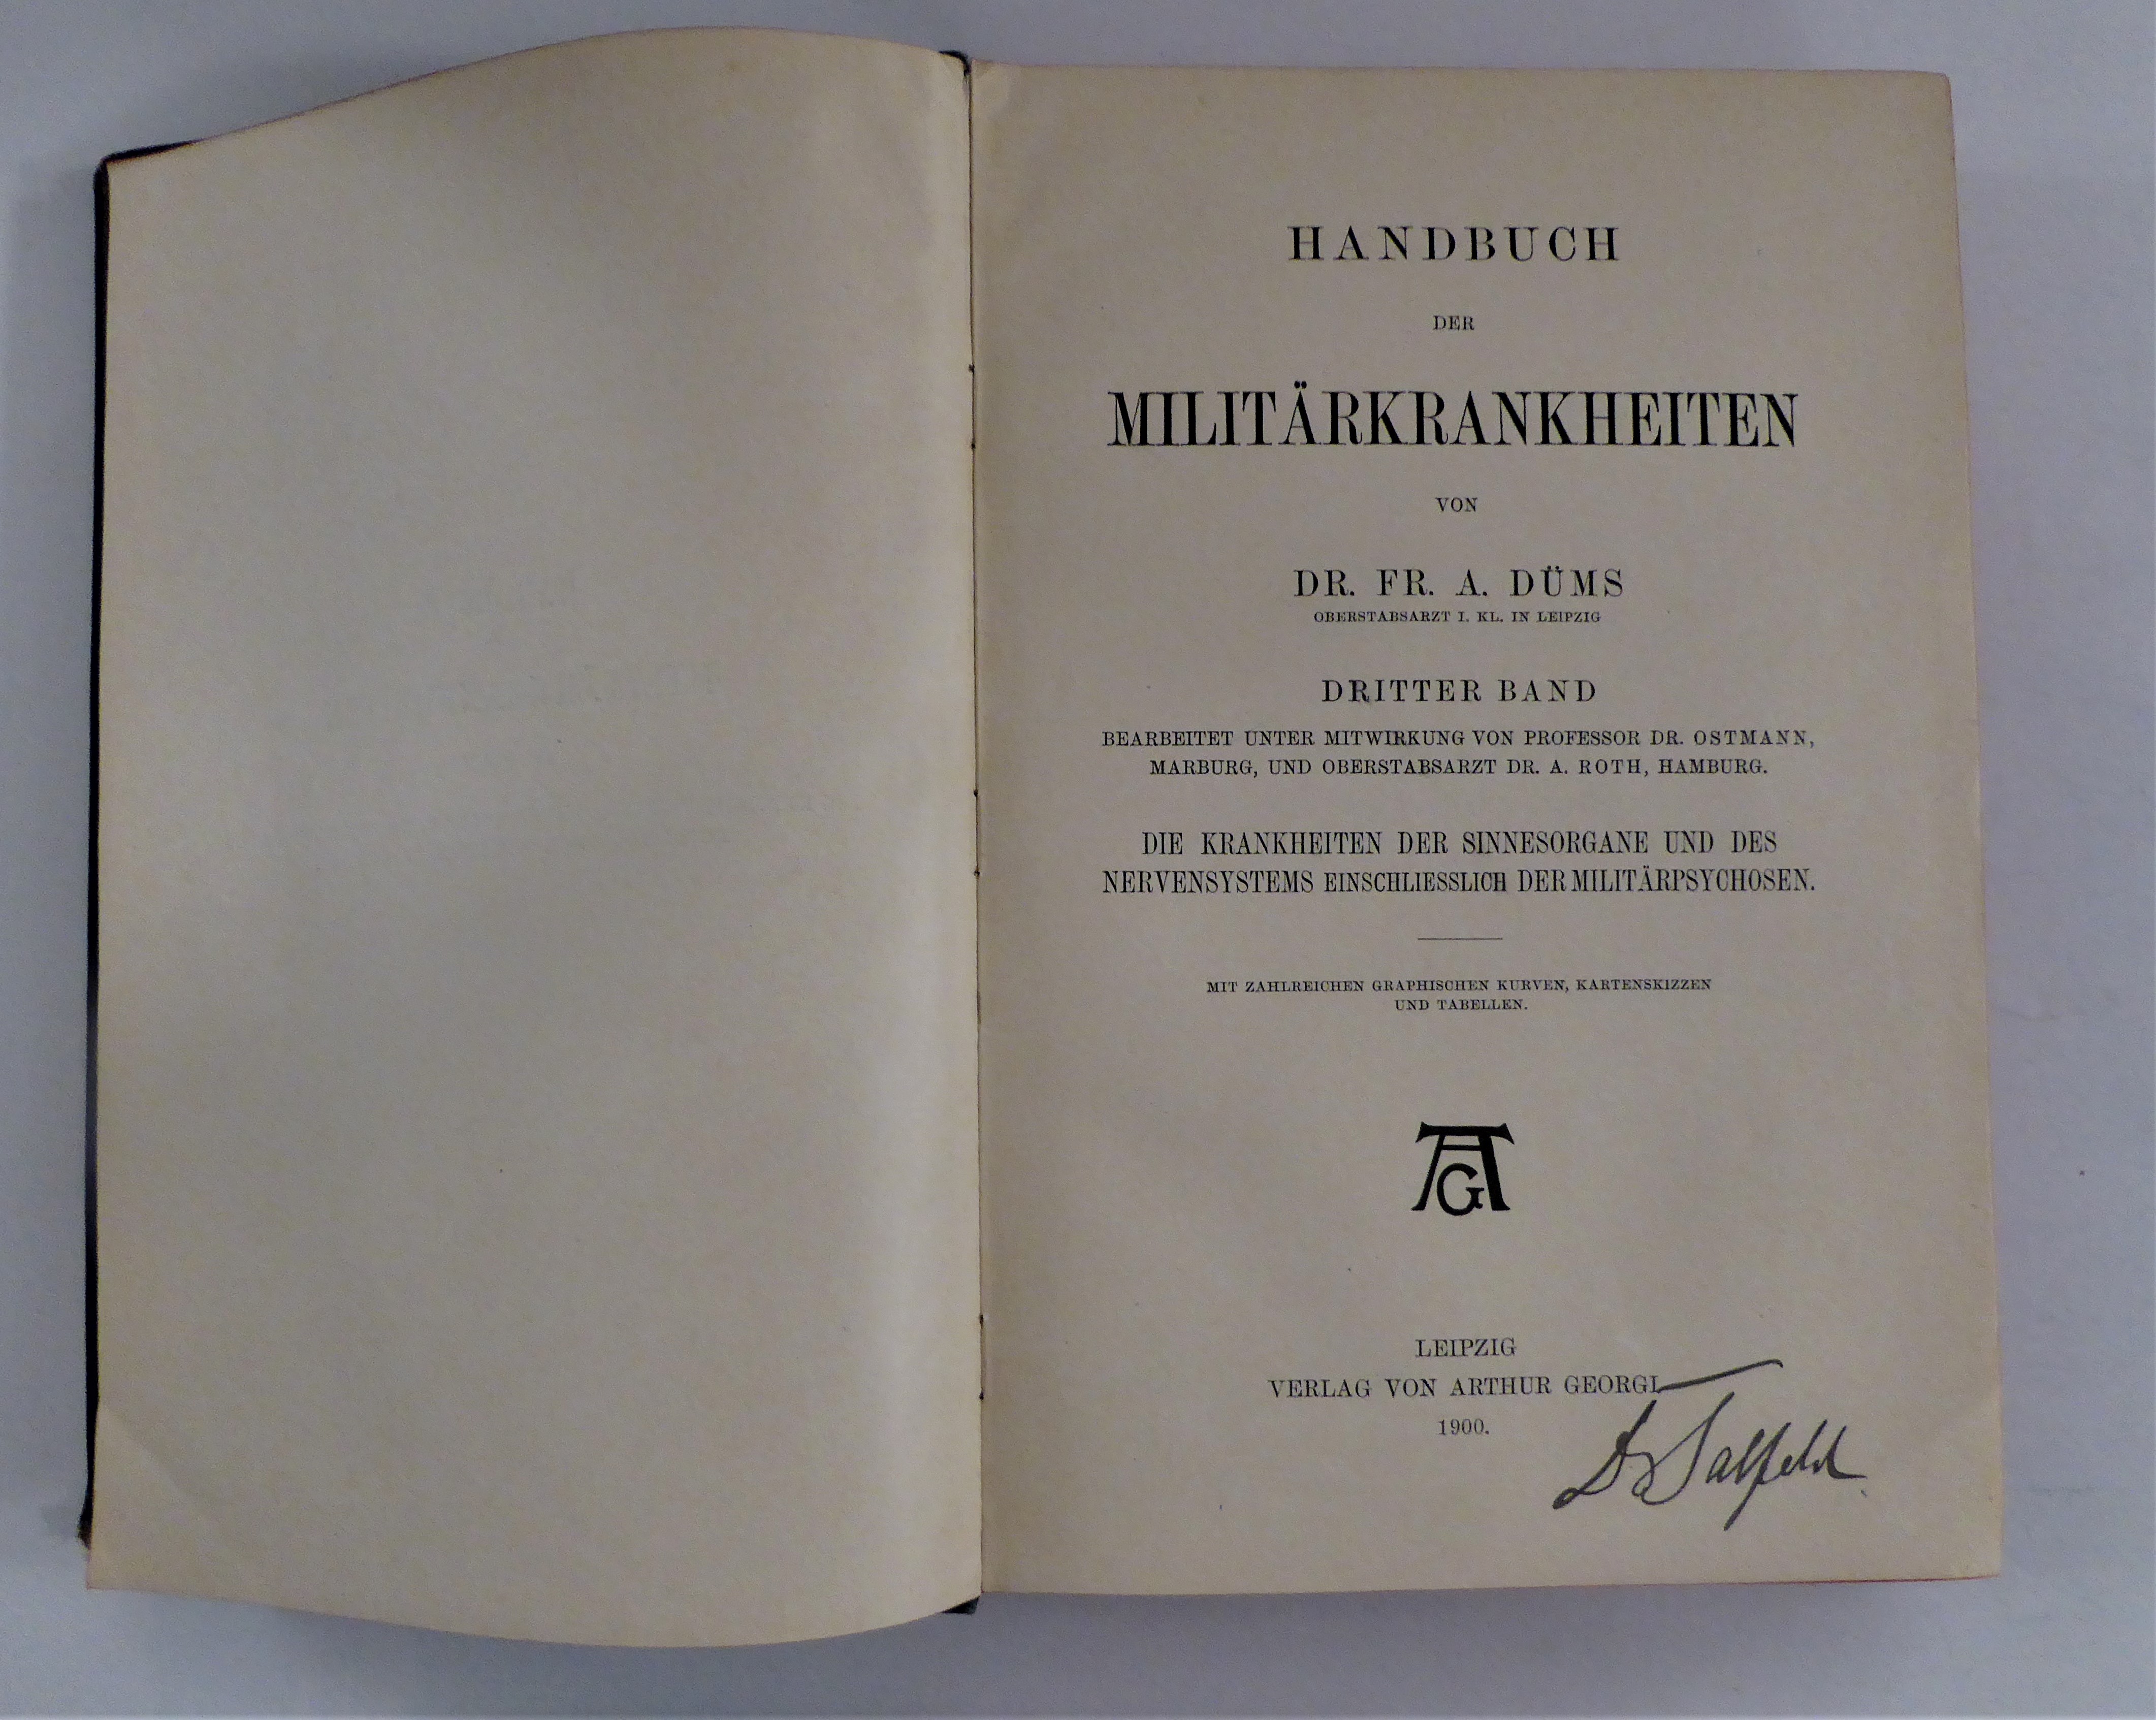 HANDBUCH
DER
MILITÄRKRANKHEITEN
VON
DR. FR. A. DÜMS
OBERSTABSARZT I. KL. IN LEIPZIG
DRITTER BAND
BEARBEITET UNTER MITWIRKUNG VON PROFESSOR DR. OSTMANN,
MARBURG, UND OBERSTABSARZT DR. A. ROTH, HAMBURG.
DIE KRANKHEITEN DER SINNESORGANE UND DES
NERVENSYSTEMS EINSCHLIESSLICH DER MILITÄRPSYCHOSEN.
MIT ZAHLREICHEN GRAPHISCHEN KURVEN, KARTENSKIZZEN
UND TABELLEN.
AG
LEIPZIG
VERLAG VON ARTHUR GEORGI
1900.
Dr